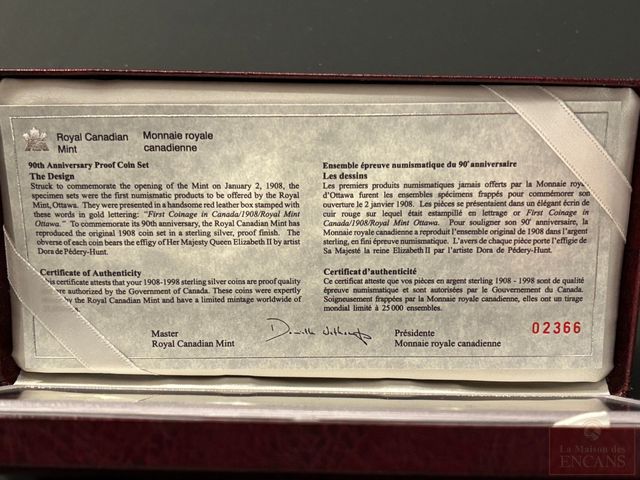 Royal Canadian
Mint
Monnaie royale
canadienne
90th Anniversary Proof Coin Set
The Design
Struck to commemorate the opening of the Mint on January 2, 1908, the
specimen sets were the first numismatic products to be offered by the Royal
Mint, Ottawa. They were presented in a handsome red leather box stamped with
these words in gold lettering: "First Coinage in Canada/1908/Royal Mint
Ottawa." To commemorate its 90th anniversary, the Royal Canadian Mint has
reproduced the original 1908 coin set in a sterling silver, proof finish. The
obverse of each coin bears the effigy of Her Majesty Queen Elizabeth II by artist
Dora de Pédery-Hunt.
Certificate of Authenticity
certificate attests that your 1908-1998 sterling silver coins are proof quality
are authorized by the Government of Canada. These coins were expertly
by the Royal Canadian Mint and have a limited mintage worldwide of
Master
Royal Canadian Mint
Ensemble épreuve numismatique du 90e anniversaire
Les dessins
Les premiers produits numismatiques jamais offerts par la Monnaie
d'Ottawa furent les ensembles spécimens frappés pour commémorer son
ouverture le 2 janvier 1908. Les pièces se présentaient dans un élégant écrin de
cuir rouge sur lequel était estampillé en lettrage or First Coinage in
Canada/1908/Royal Mint Ottawa. Pour souligner son 90e anniversaire, la
Monnaie royale canadienne a reproduit l'ensemble original de 1908 dans l'argent
sterling, en fini épreuve numismatique. L'avers de chaque pièce porte l'effigie de
Sa Majesté la reine Elizabeth II par l'artiste Dora de Pédery-Hunt.
Certificat d'authenticité
Ce certificat atteste que vos pièces en argent sterling 1908 - 1998 sont de qualité
épreuve numismatique et sont autorisées par le Gouvernement du Canada.
Soigneusement frappées par la Monnaie royale canadienne, elles ont un tirage
mondial limité à 25 000 ensembles.
02366
Présidente
Monnaie royale canadienne
La Maison des
ENCANS